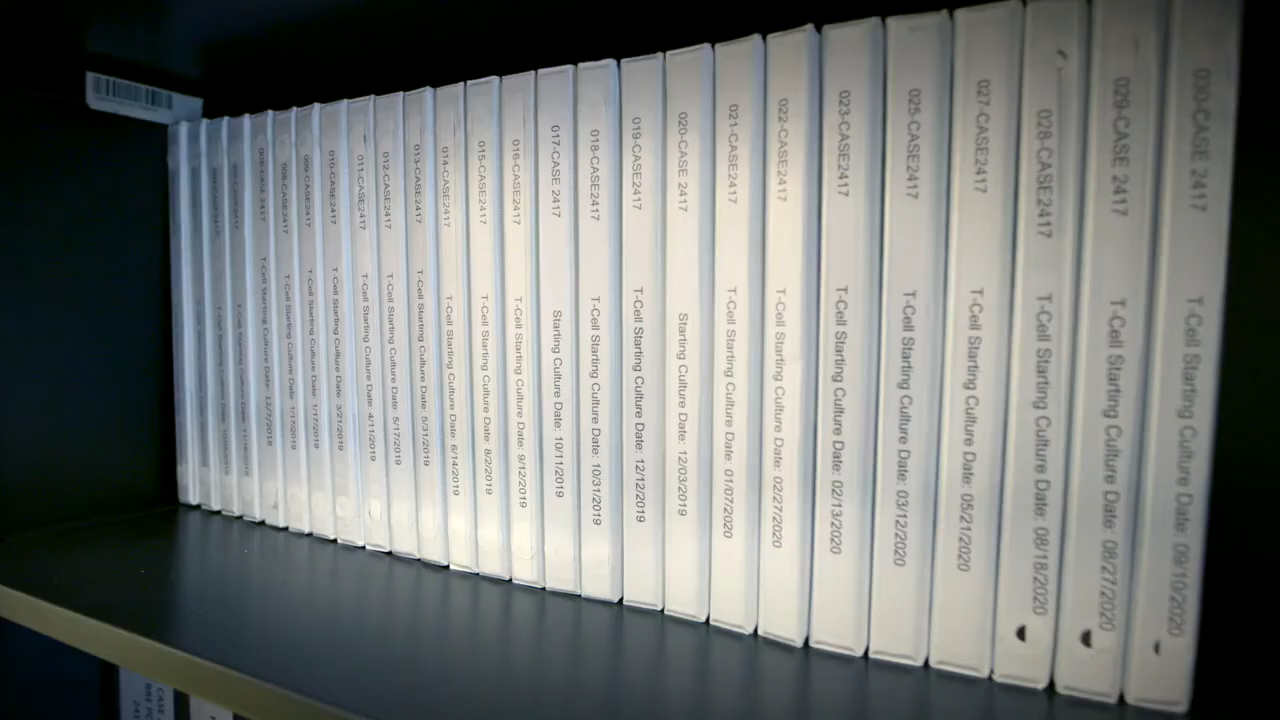 006-CASE 2417 T-Cell Starting Culture Date: 12/7/2018
008-CASE2417 T-Cell Starting Culture Date: 1/17/2019
009-CASE2417 T-Cell Starting Culture Date: 1/17/2019
010-CASE2417 T-Cell Starting Culture Date: 3/21/2019
011-CASE2417 T-Cell Starting Culture Date: 4/11/2019
012-CASE2417 T-Cell Starting Culture Date: 5/17/2019
013-CASE2417 T-Cell Starting Culture Date: 5/31/2019
014-CASE2417 T-Cell Starting Culture Date: 6/14/2019
015-CASE2417 T-Cell Starting Culture Date: 8/2/2019
016-CASE2417 T-Cell Starting Culture Date: 9/12/2019
017-CASE 2417 Starting Culture Date: 10/11/2019
018-CASE2417 T-Cell Starting Culture Date: 10/31/2019
019-CASE2417 T-Cell Starting Culture Date: 12/12/2019
020-CASE 2417 Starting Culture Date: 12/03/2019
021-CASE2417 T-Cell Starting Culture Date: 01/07/2020
022-CASE2417 T-Cell Starting Culture Date: 02/27/2020
023-CASE2417 T-Cell Starting Culture Date: 02/13/2020
025-CASE2417 T-Cell Starting Culture Date: 03/12/2020
027-CASE2417 T-Cell Starting Culture Date: 05/21/2020
028-CASE2417 T-Cell Starting Culture Date: 08/18/2020
029-CASE 2417 T-Cell Starting Culture Date: 08/27/2020
030-CASE 2417 T-Cell Starting Culture Date: 09/10/2020
CASE